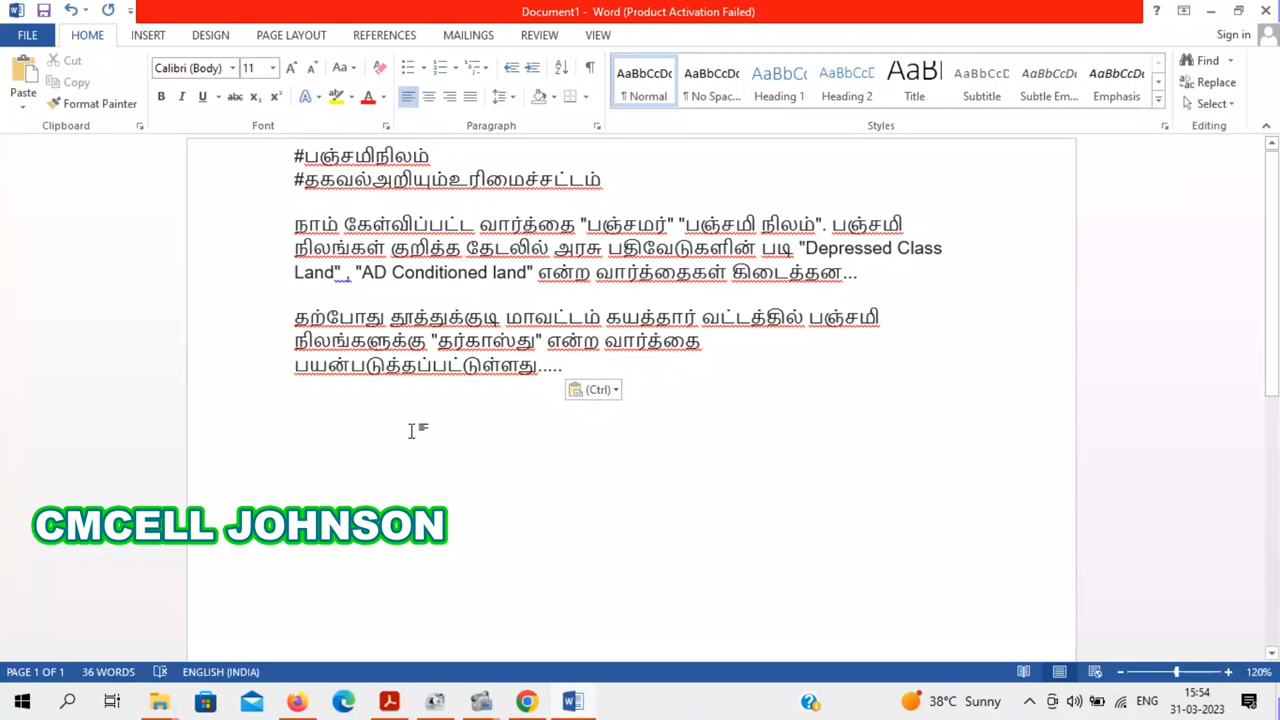 Document1 - Word (Product Activation Failed)
FILE HOME INSERT DESIGN PAGE LAYOUT REFERENCES MAILINGS REVIEW VIEW Sign in
Cut
Copy
Paste
Format Painter
Clipboard
Calibri (Body) 11
Font
Paragraph
AaBbCcDc AaBbCcDc AaBbCc AaBbCcC AaBl AaBbCcC AaBbCcDc AaBbCcDc
¶ Normal ¶ No Spac... Heading 1 Heading 2 Title Subtitle Subtle Em... Emphasis
Styles
Find
Replace
Select
Editing
#பஞ்சமிநிலம்
#தகவல்அறியும்உரிமைச்சட்டம்
நாம் கேள்விப்பட்ட வார்த்தை "பஞ்சமர்" "பஞ்சமி நிலம்". பஞ்சமி
நிலங்கள் குறித்த தேடலில் அரசு பதிவேடுகளின் படி "Depressed Class
Land" , "AD Conditioned land" என்ற வார்த்தைகள் கிடைத்தன...
தற்போது தூத்துக்குடி மாவட்டம் கயத்தார் வட்டத்தில் பஞ்சமி
நிலங்களுக்கு "தர்காஸ்து" என்ற வார்த்தை
பயன்படுத்தப்பட்டுள்ளது.....
(Ctrl)
CMCELL JOHNSON
PAGE 1 OF 1 36 WORDS ENGLISH (INDIA) 120%
38°C Sunny ENG 15:54
31-03-2023